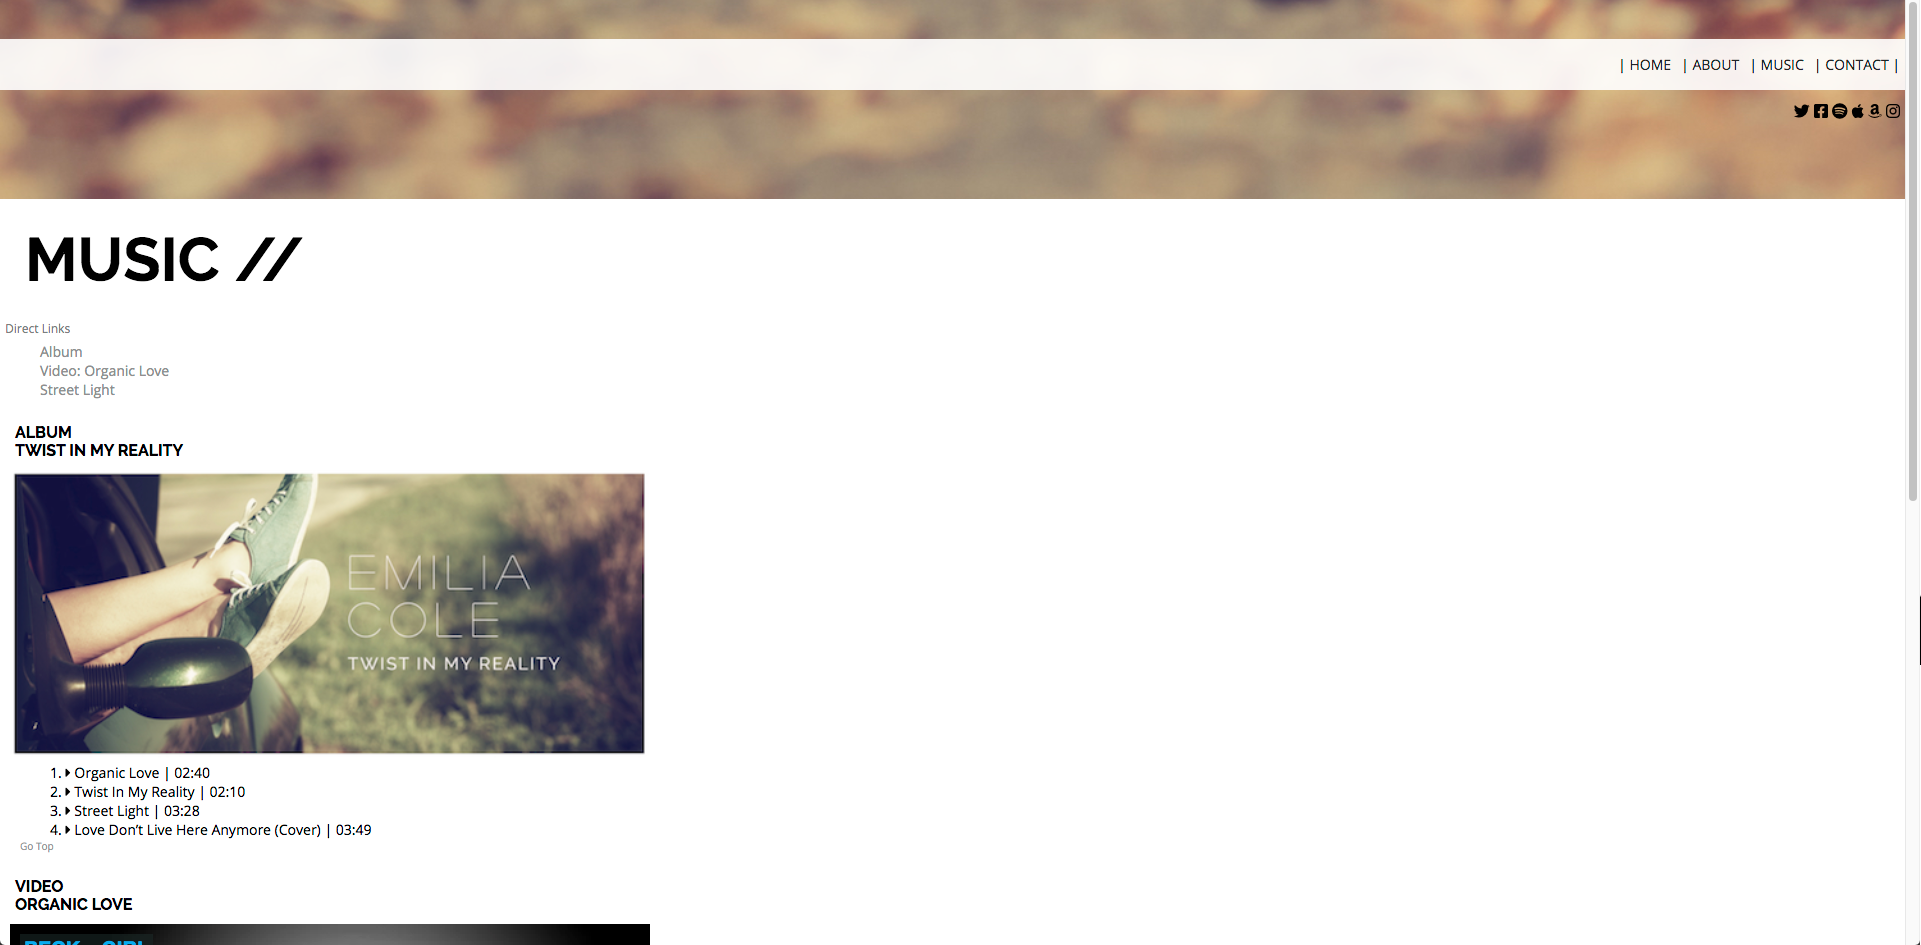 | HOME | ABOUT | MUSIC | CONTACT |
MUSIC //
Direct Links
Album
Video: Organic Love
Street Light
ALBUM
TWIST IN MY REALITY
EMILIA
COLE
TWIST IN MY REALITY
1. Organic Love | 02:40
2. Twist In My Reality | 02:10
3. Street Light | 03:28
4. Love Don’t Live Here Anymore (Cover) | 03:49
Go Top
VIDEO
ORGANIC LOVE